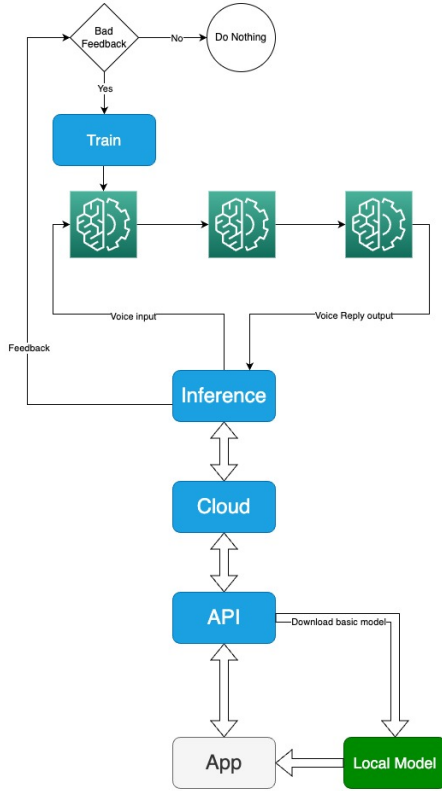 Bad
Feedback
No
Do Nothing
Yes
Train
Voice input
Voice Reply output
Feedback
Inference
Cloud
API
Download basic model
App
Local Model